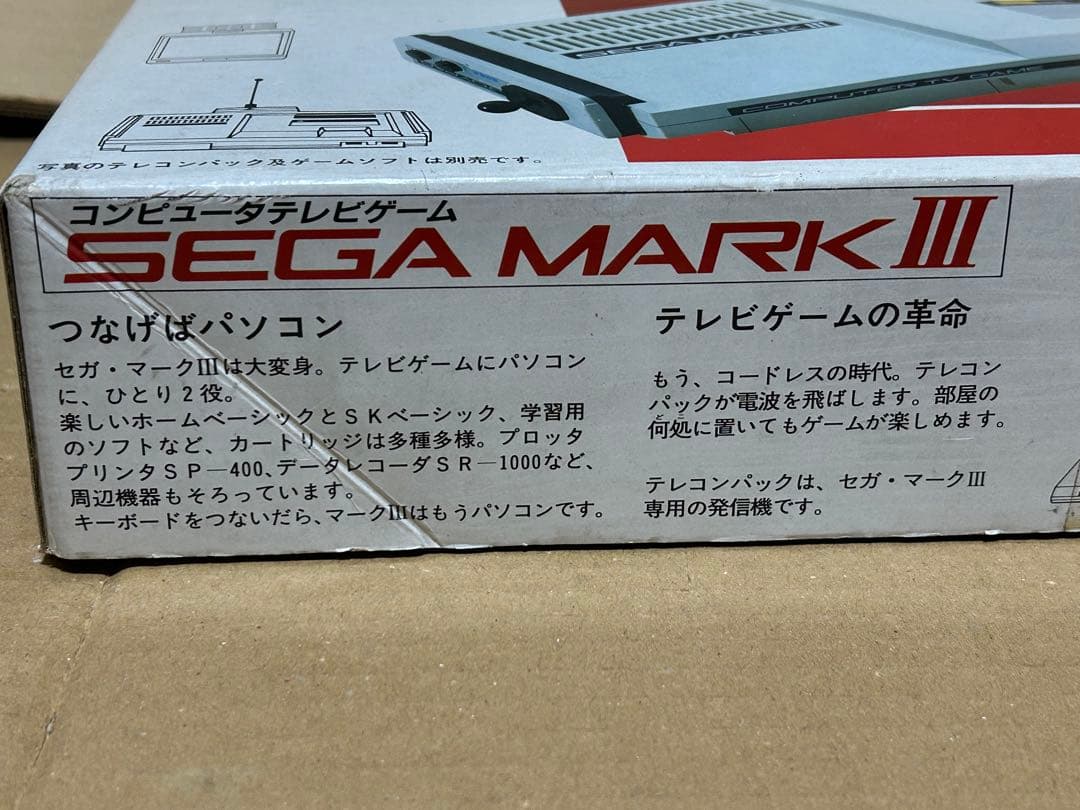 SEGA MARK III
COMPUTER TV GAME
写真のテレコンパック及ゲームソフトは別売です。
コンピュータテレビゲーム
SEGA MARK III
つなげばパソコン
セガ・マークIIIは大変身。テレビゲームにパソコン
に、ひとり2役。
楽しいホームベーシックとSKベーシック、学習用
のソフトなど、カートリッジは多種多様。プロッタ
プリンタSP—400、データレコーダSR—1000など、
周辺機器もそろっています。
キーボードをつないだら、マークIIIはもうパソコンです。
テレビゲームの革命
もう、コードレスの時代。テレコン
パックが電波を飛ばします。部屋の
何処に置いてもゲームが楽しめます。
テレコンパックは、セガ・マークIII
専用の発信機です。